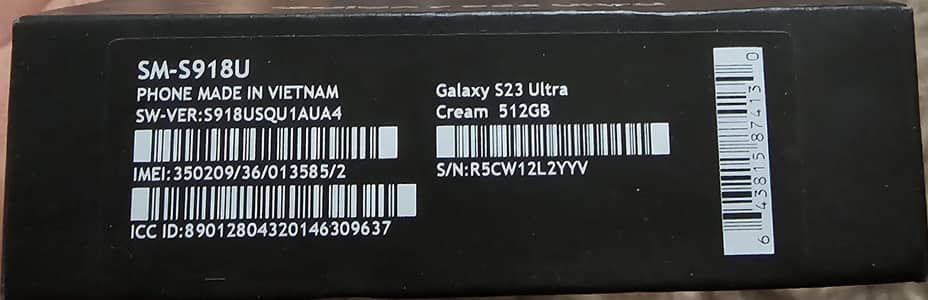 SM-S918U
PHONE MADE IN VIETNAM
SW-VER:S918USQU1AUA4
IMEI:350209/36/013585/2
ICC ID:89012804320146309637
Galaxy S23 Ultra
Cream 512GB
S/N:R5CW12L2YYV
6 43815 87413 0